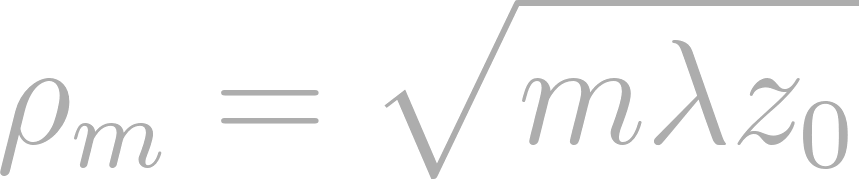 ρ_m = √(mλz_0)